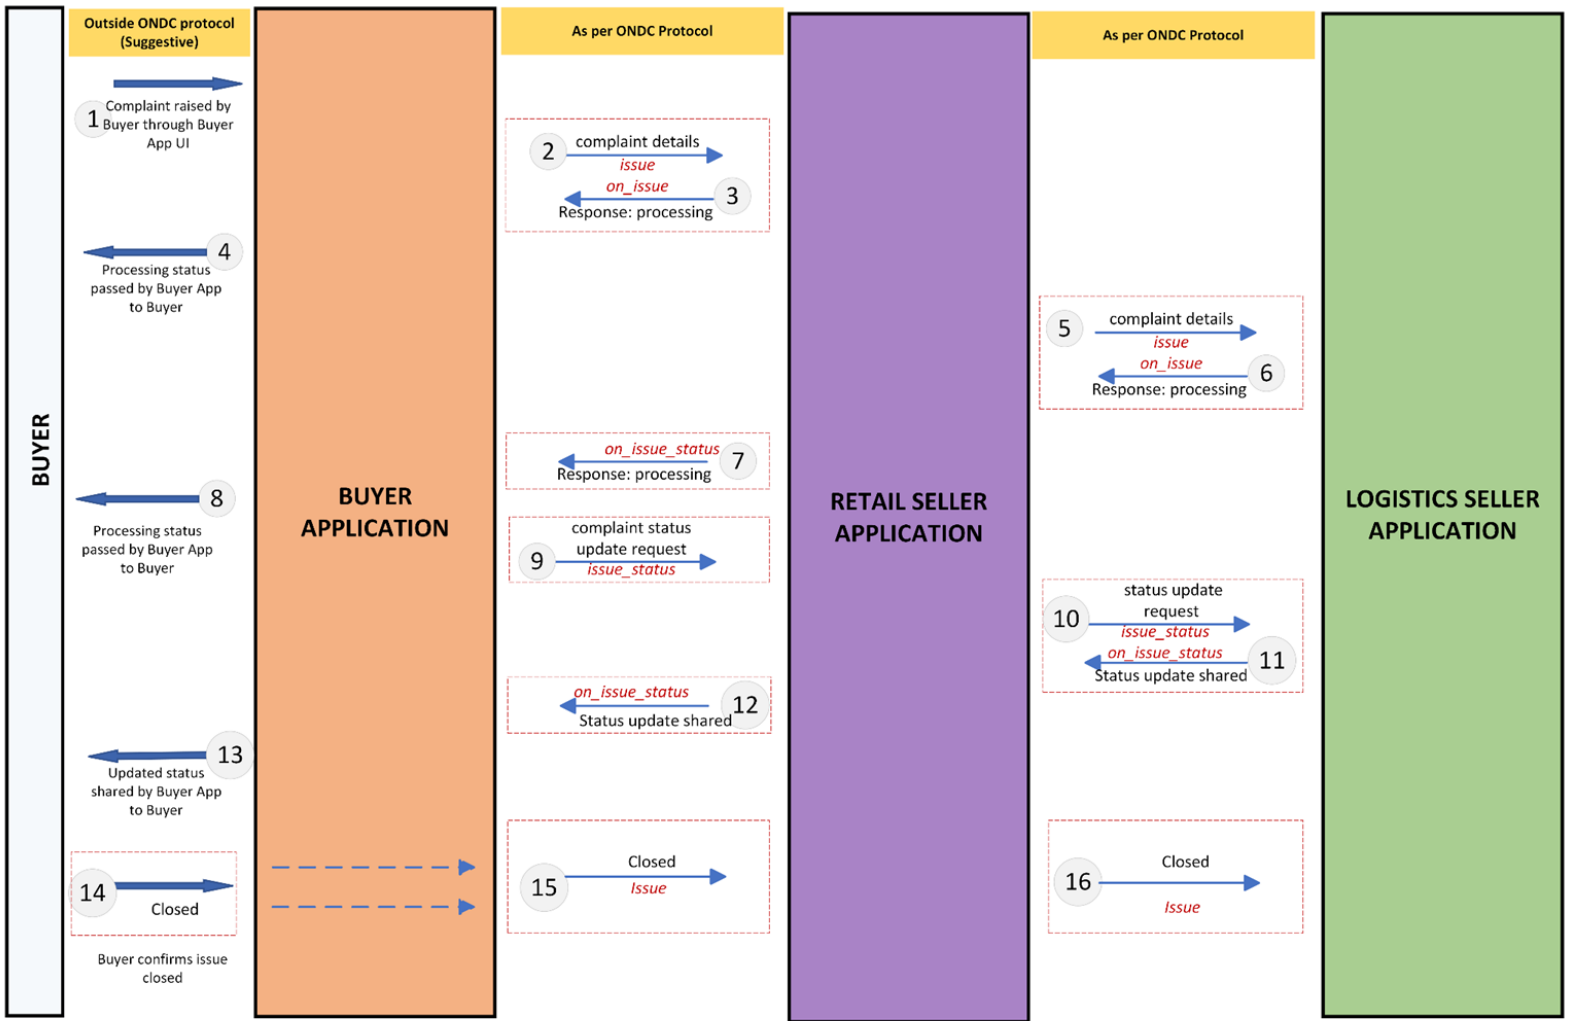 Outside ONDC protocol
(Suggestive)
As per ONDC Protocol
As per ONDC Protocol
1
Complaint raised by
Buyer through Buyer
App UI
2
complaint details
issue
on_issue
3
Response: processing
4
Processing status
passed by Buyer App
to Buyer
5
complaint details
issue
on_issue
6
Response: processing
on_issue_status
7
Response: processing
BUYER
8
Processing status
passed by Buyer App
to Buyer
BUYER
APPLICATION
RETAIL SELLER
APPLICATION
LOGISTICS SELLER
APPLICATION
complaint status
update request
9
issue_status
status update
request
10
issue_status
on_issue_status
11
Status update shared
on_issue_status
12
Status update shared
13
Updated status
shared by Buyer App
to Buyer
14
Closed
Buyer confirms issue
closed
Closed
15
Issue
Closed
16
Issue